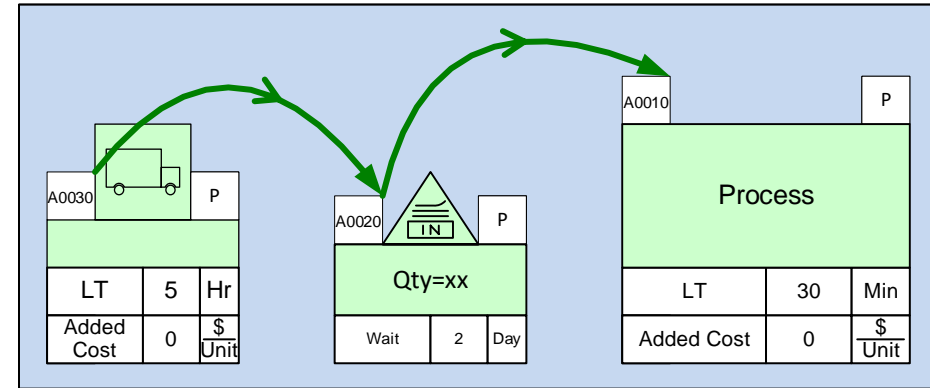 A0030
P
LT 5 Hr
Added
Cost 0 $
Unit
A0020
IN
P
Qty=xx
Wait 2 Day
A0010
P
Process
LT 30 Min
Added Cost 0 $
Unit